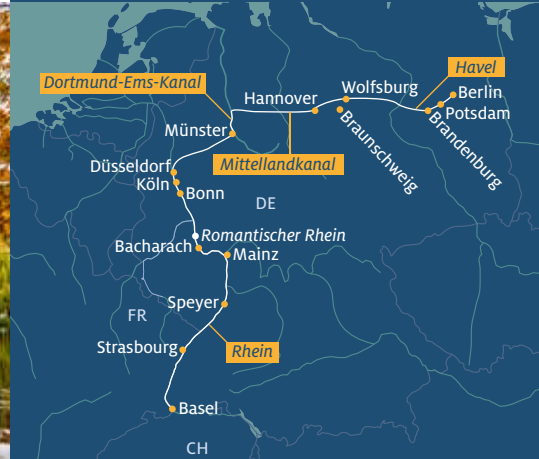 Havel
Dortmund-Ems-Kanal
Wolfsburg
Berlin
Hannover
Potsdam
Münster
Braunschweig
Brandenburg
Mittellandkanal
Düsseldorf
Köln
Bonn
DE
Romantischer Rhein
Bacharach
Mainz
Speyer
FR
Strasbourg
Rhein
Basel
CH